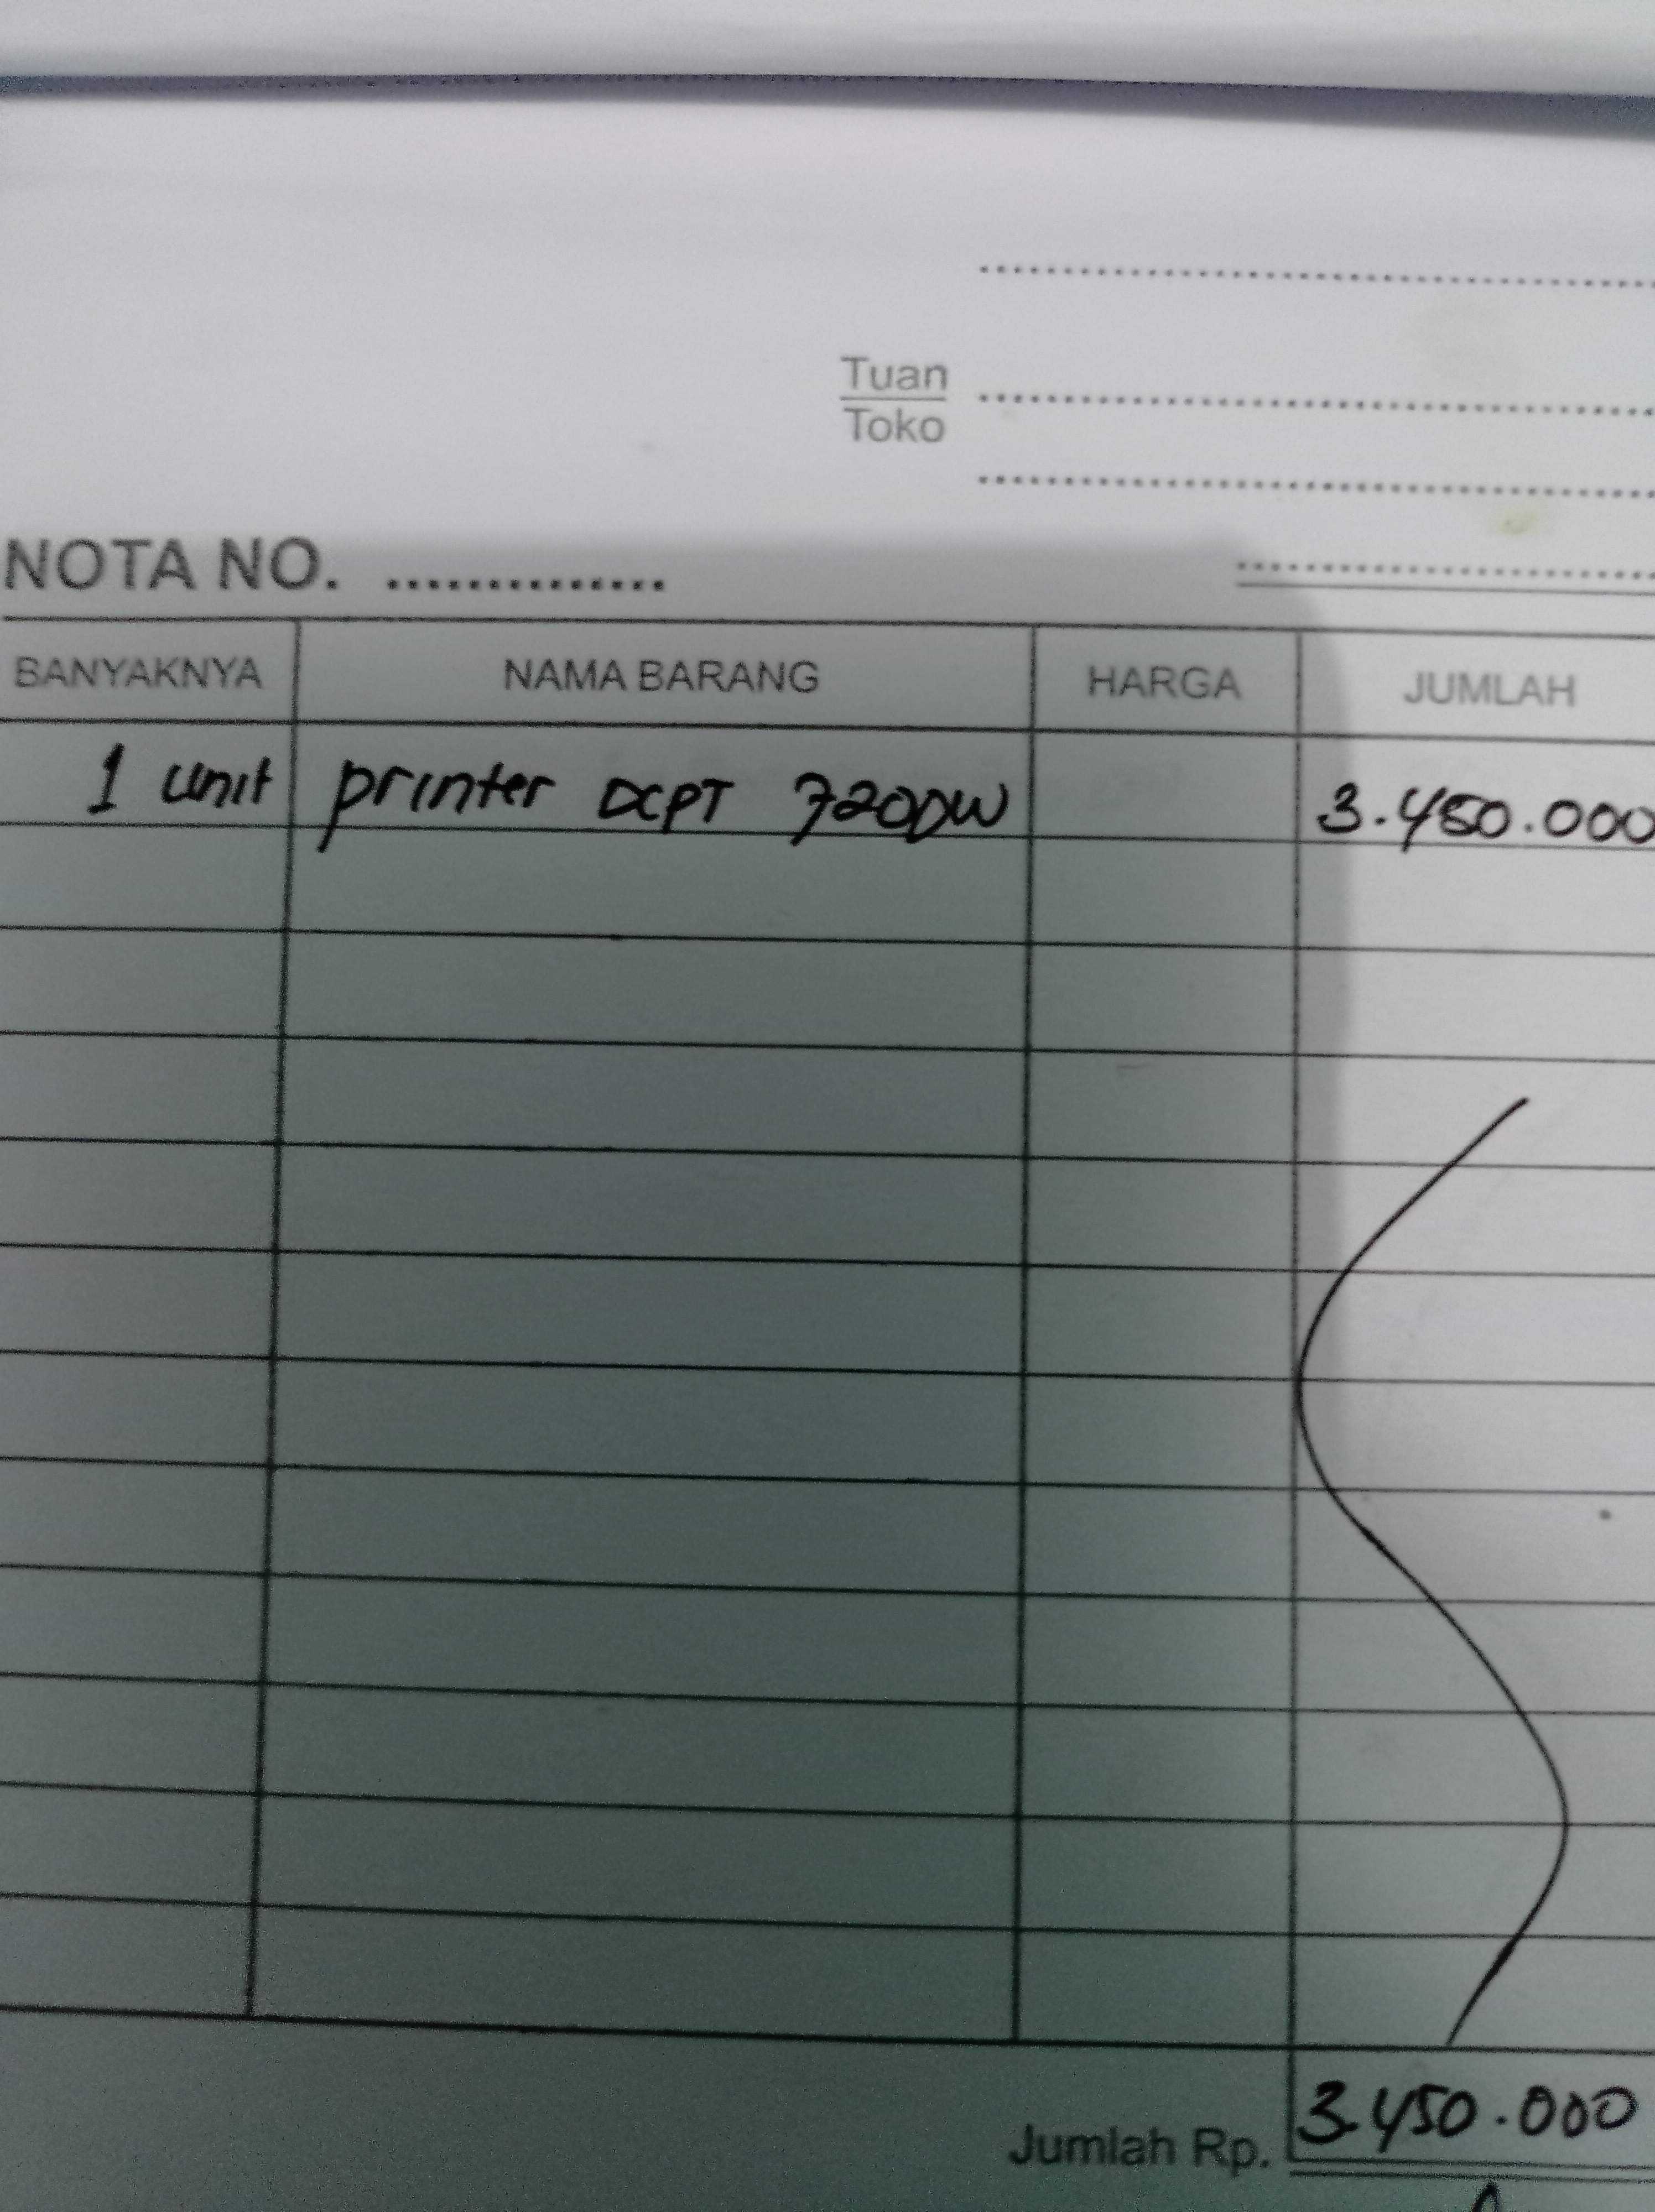 Tuan
Toko
NOTA NO. ..............
BANYAKNYA NAMA BARANG HARGA JUMLAH
1 unit printer DCPT 720DW 3.450.000
Jumlah Rp. 3.450.000